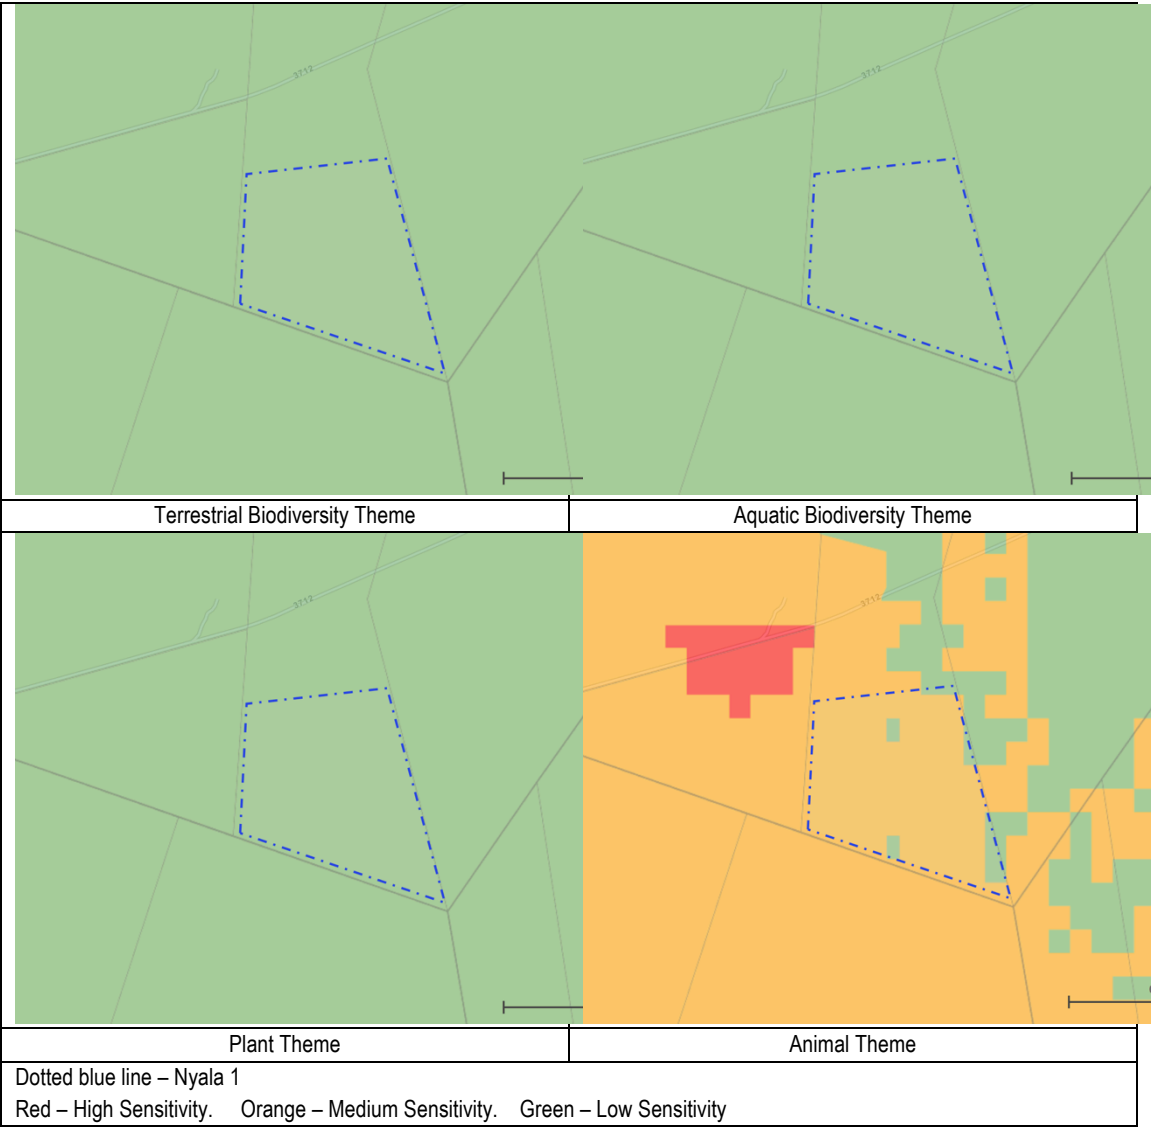 3712
3712
Terrestrial Biodiversity Theme
Aquatic Biodiversity Theme
3712
3712
Plant Theme
Animal Theme
Dotted blue line – Nyala 1
Red – High Sensitivity. Orange – Medium Sensitivity. Green – Low Sensitivity